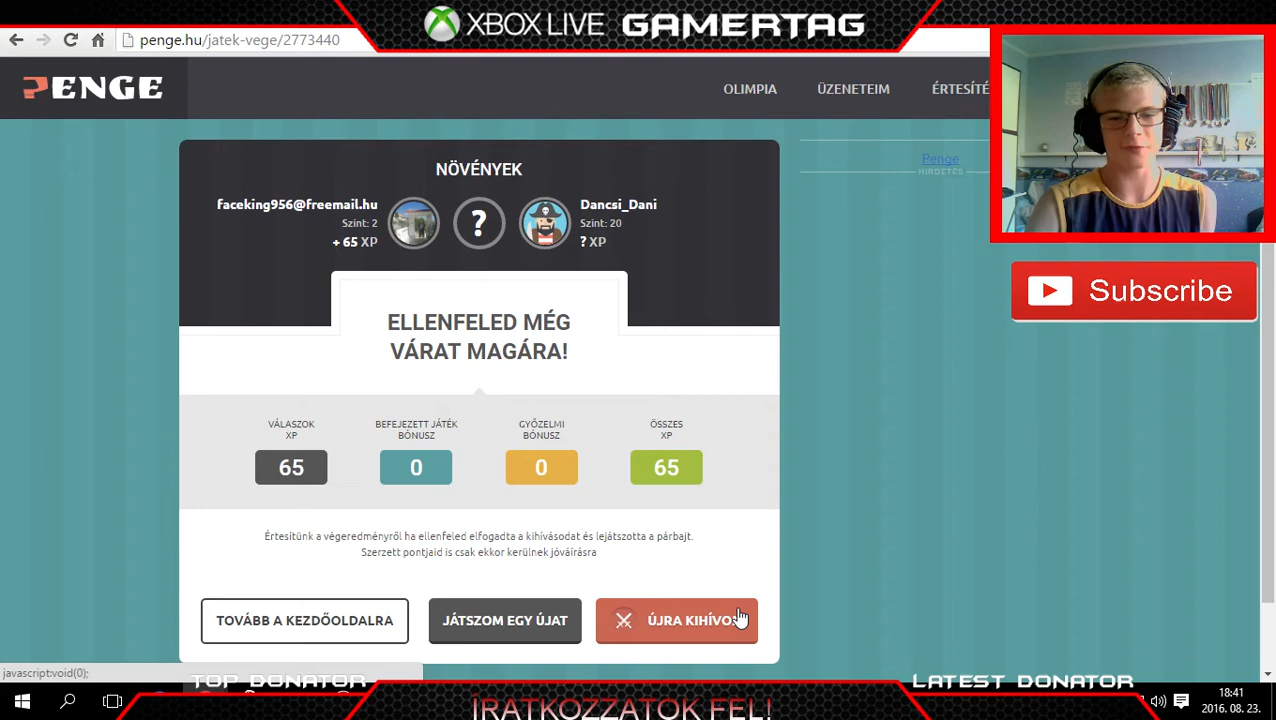 XBOX LIVE GAMERTAG
penge.hu/jatek-vege/2773440
PENGE
OLIMPIA
ÜZENETEIM
NÖVÉNYEK
faceking956@freemail.hu
Szint: 2
+ 65 XP
?
Dancsi_Dani
Szint: 20
? XP
Penge
HIRDETÉS
Subscribe
ELLENFELED MÉG
VÁRAT MAGÁRA!
VÁLASZOK
XP
65
BEFEJEZETT JÁTÉK
BÓNUSZ
0
GYŐZELMI
BÓNUSZ
0
ÖSSZES
XP
65
Értesítünk a végeredményről ha ellenfeled elfogadta a kihívásodat és lejátszotta a párbajt.
Szerzett pontjaid is csak ekkor kerülnek jóváírásra
TOVÁBB A KEZDŐOLDALRA
JÁTSZOM EGY ÚJAT
ÚJRA KIHÍVO
javascript:void(0);
TOP DONATOR
LATEST DONATOR
İRATKOZZATOK FEL!
18:41
2016. 08. 23.